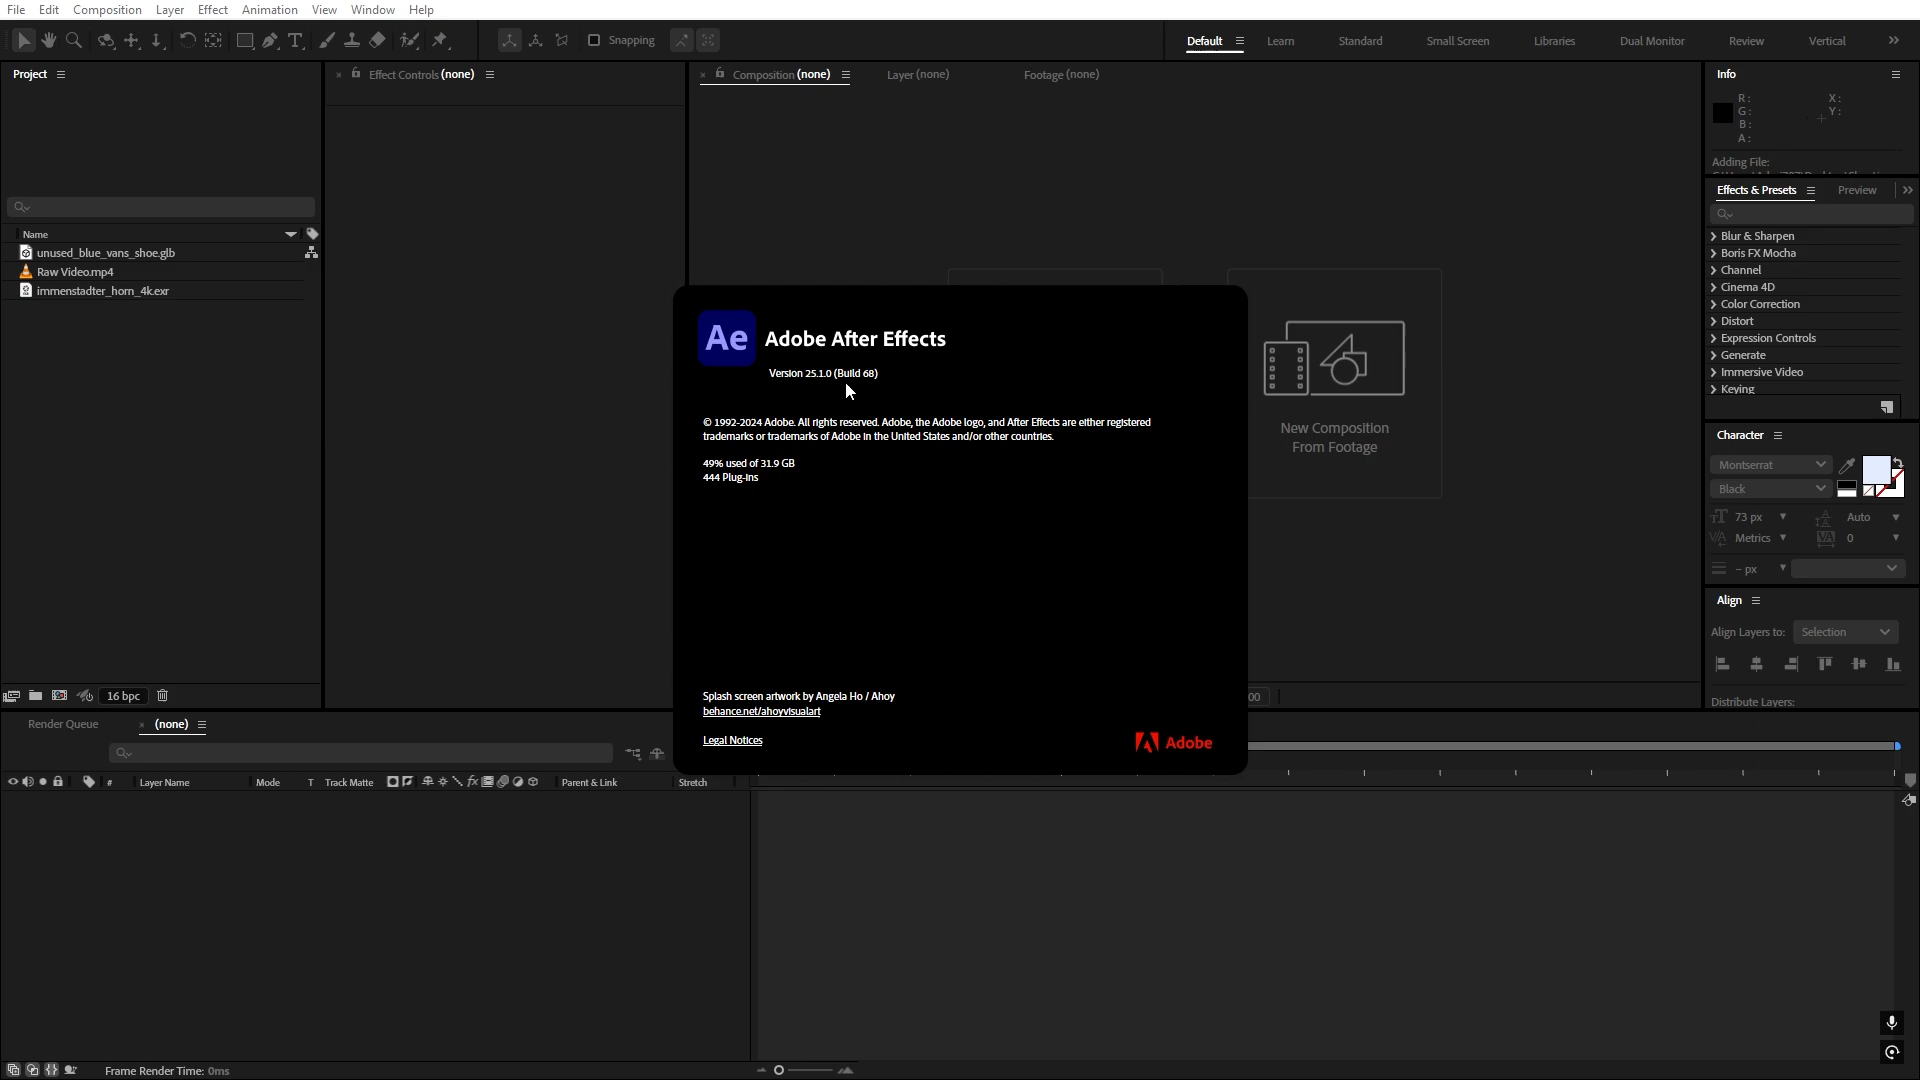 File Edit Composition Layer Effect Animation View Window Help
Snapping
Default Learn Standard Small Screen Libraries Dual Monitor Review Vertical
Project
Effect Controls (none)
Composition (none) Layer (none) Footage (none)
Name
unused_blue_vans_shoe.glb
Raw Video.mp4
immenstadter_horn_4k.exr
16 bpc
Ae Adobe After Effects
Version 25.1.0 (Build 68)
© 1992-2024 Adobe. All rights reserved. Adobe, the Adobe logo, and After Effects are either registered
trademarks or trademarks of Adobe in the United States and/or other countries.
49% used of 31.9 GB
444 Plug-ins
Splash screen artwork by Angela Ho / Ahoy
behance.net/ahoyvisualart
Legal Notices
Adobe
New Composition
From Footage
00
Info
R: X:
G: Y:
B:
A:
Adding File:
Effects & Presets Preview
Blur & Sharpen
Boris FX Mocha
Channel
Cinema 4D
Color Correction
Distort
Expression Controls
Generate
Immersive Video
Keying
Character
Montserrat
Black
73 px Auto
Metrics 0
- px
Align
Align Layers to: Selection
Distribute Layers:
Render Queue (none)
# Layer Name Mode T Track Matte fx Parent & Link Stretch
Frame Render Time: 0ms